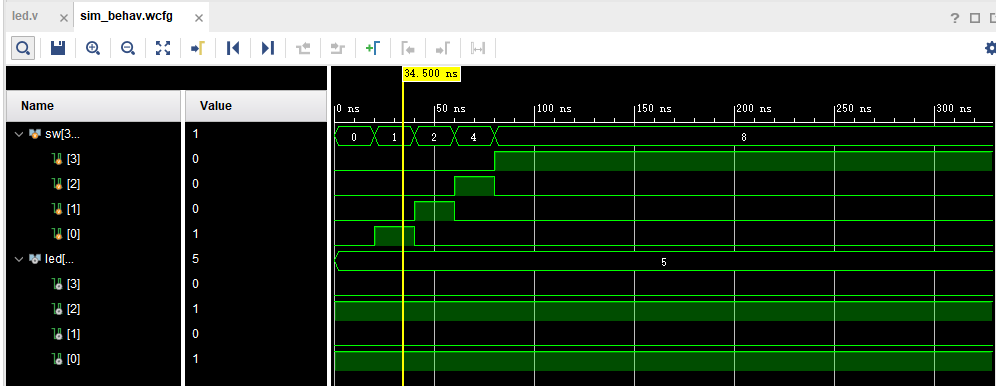 led.v × sim_behav.wcfg ×
?
34.500 ns
Name Value
0 ns 50 ns 100 ns 150 ns 200 ns 250 ns 300 ns
sw[3... 1 0 1 2 4 8
[3] 0
[2] 0
[1] 0
[0] 1
led[... 5 5
[3] 0
[2] 1
[1] 0
[0] 1